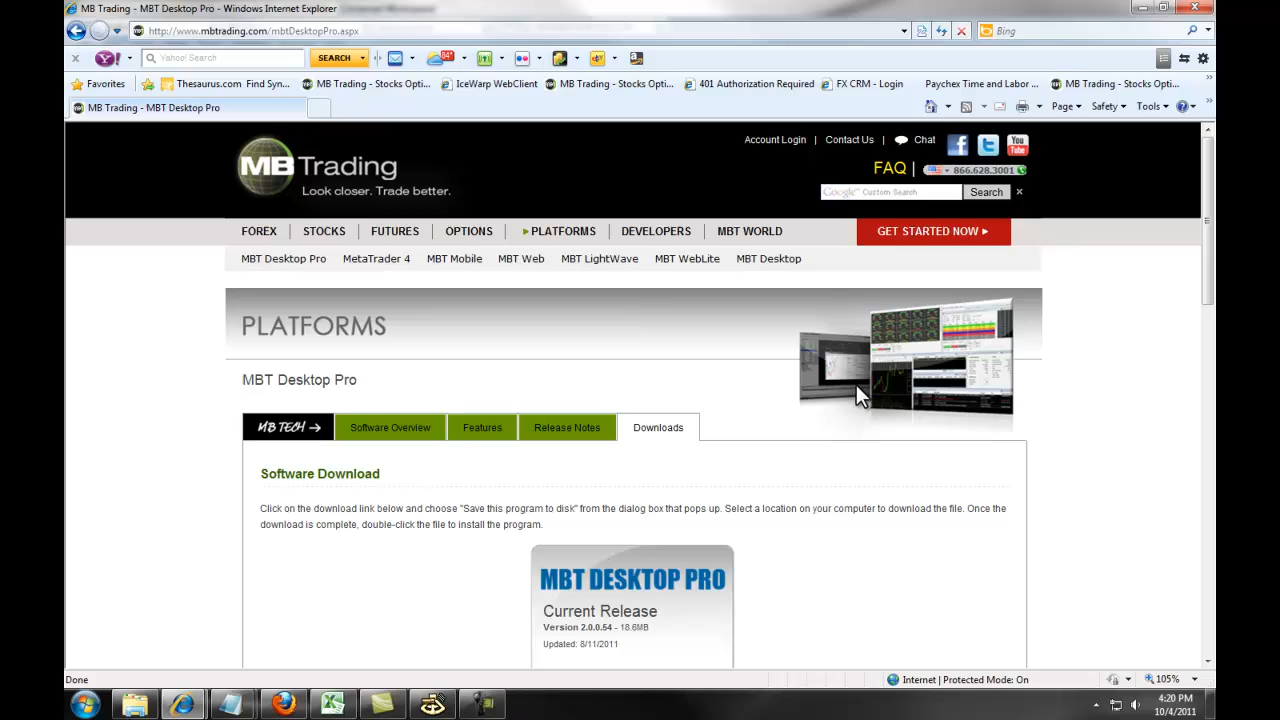 MB Trading - MBT Desktop Pro - Windows Internet Explorer
http://www.mbtrading.com/mbtDesktopPro.aspx
Bing
Yahoo! Search
SEARCH
84°
Favorites
Thesaurus.com Find Syn...
MB Trading - Stocks Opti...
IceWarp WebClient
MB Trading - Stocks Opti...
401 Authorization Required
FX CRM - Login
Paychex Time and Labor ...
MB Trading - Stocks Opti...
MB Trading - MBT Desktop Pro
Page
Safety
Tools
MB Trading
Look closer. Trade better.
Account Login | Contact Us | Chat
You Tube
FAQ | 866.628.3001
Google™ Custom Search
Search
FOREX
STOCKS
FUTURES
OPTIONS
PLATFORMS
DEVELOPERS
MBT WORLD
GET STARTED NOW
MBT Desktop Pro
MetaTrader 4
MBT Mobile
MBT Web
MBT LightWave
MBT WebLite
MBT Desktop
PLATFORMS
MBT Desktop Pro
MB TECH →
Software Overview
Features
Release Notes
Downloads
Software Download
Click on the download link below and choose "Save this program to disk" from the dialog box that pops up. Select a location on your computer to download the file. Once the
download is complete, double-click the file to install the program.
MBT DESKTOP PRO
Current Release
Version 2.0.0.54 - 18.6MB
Updated: 8/11/2011
Done
Internet | Protected Mode: On
105%
4:20 PM
10/4/2011